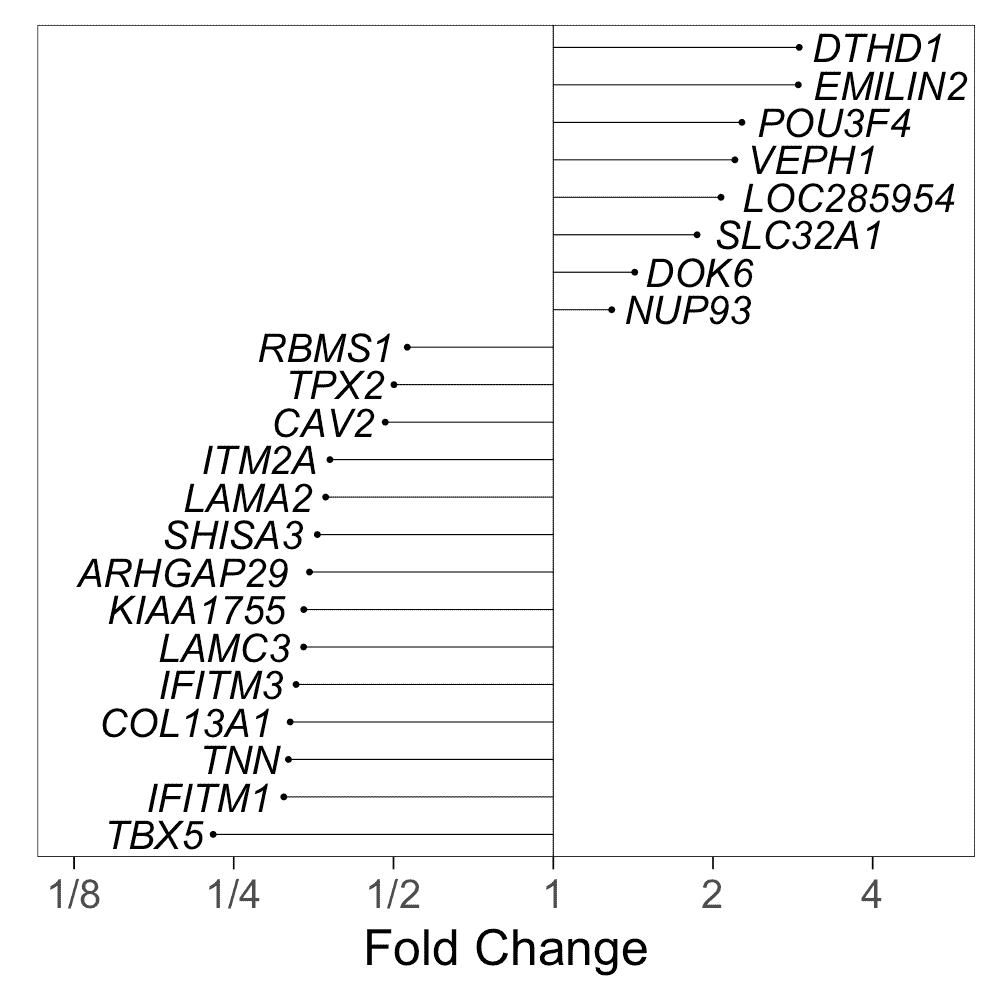 DTHD1
EMILIN2
POU3F4
VEPH1
LOC285954
SLC32A1
DOK6
NUP93
RBMS1
TPX2
CAV2
ITM2A
LAMA2
SHISA3
ARHGAP29
KIAA1755
LAMC3
IFITM3
COL13A1
TNN
IFITM1
TBX5
1/8 1/4 1/2 1 2 4
Fold Change